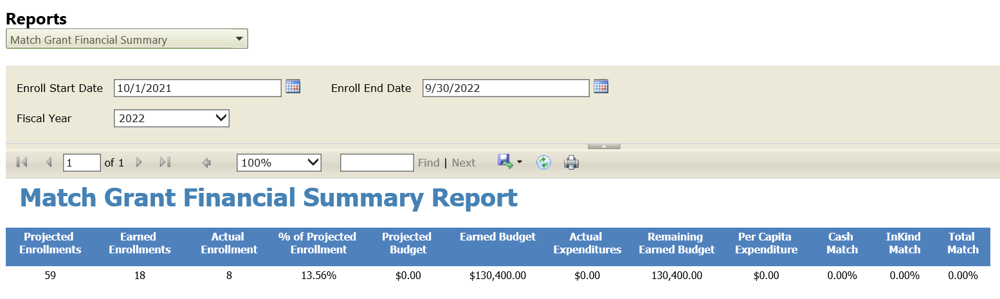 Reports
Match Grant Financial Summary
Enroll Start Date 10/1/2021 Enroll End Date 9/30/2022
Fiscal Year 2022
1 of 1 100% Find | Next
Match Grant Financial Summary Report
Projected Earned Actual % of Projected Projected Earned Budget Actual Remaining Per Capita Cash InKind Total
Enrollments Enrollments Enrollment Enrollment Budget Expenditures Earned Budget Expenditure Match Match Match
59 18 8 13.56% $0.00 $130,400.00 $0.00 130,400.00 $0.00 0.00% 0.00% 0.00%